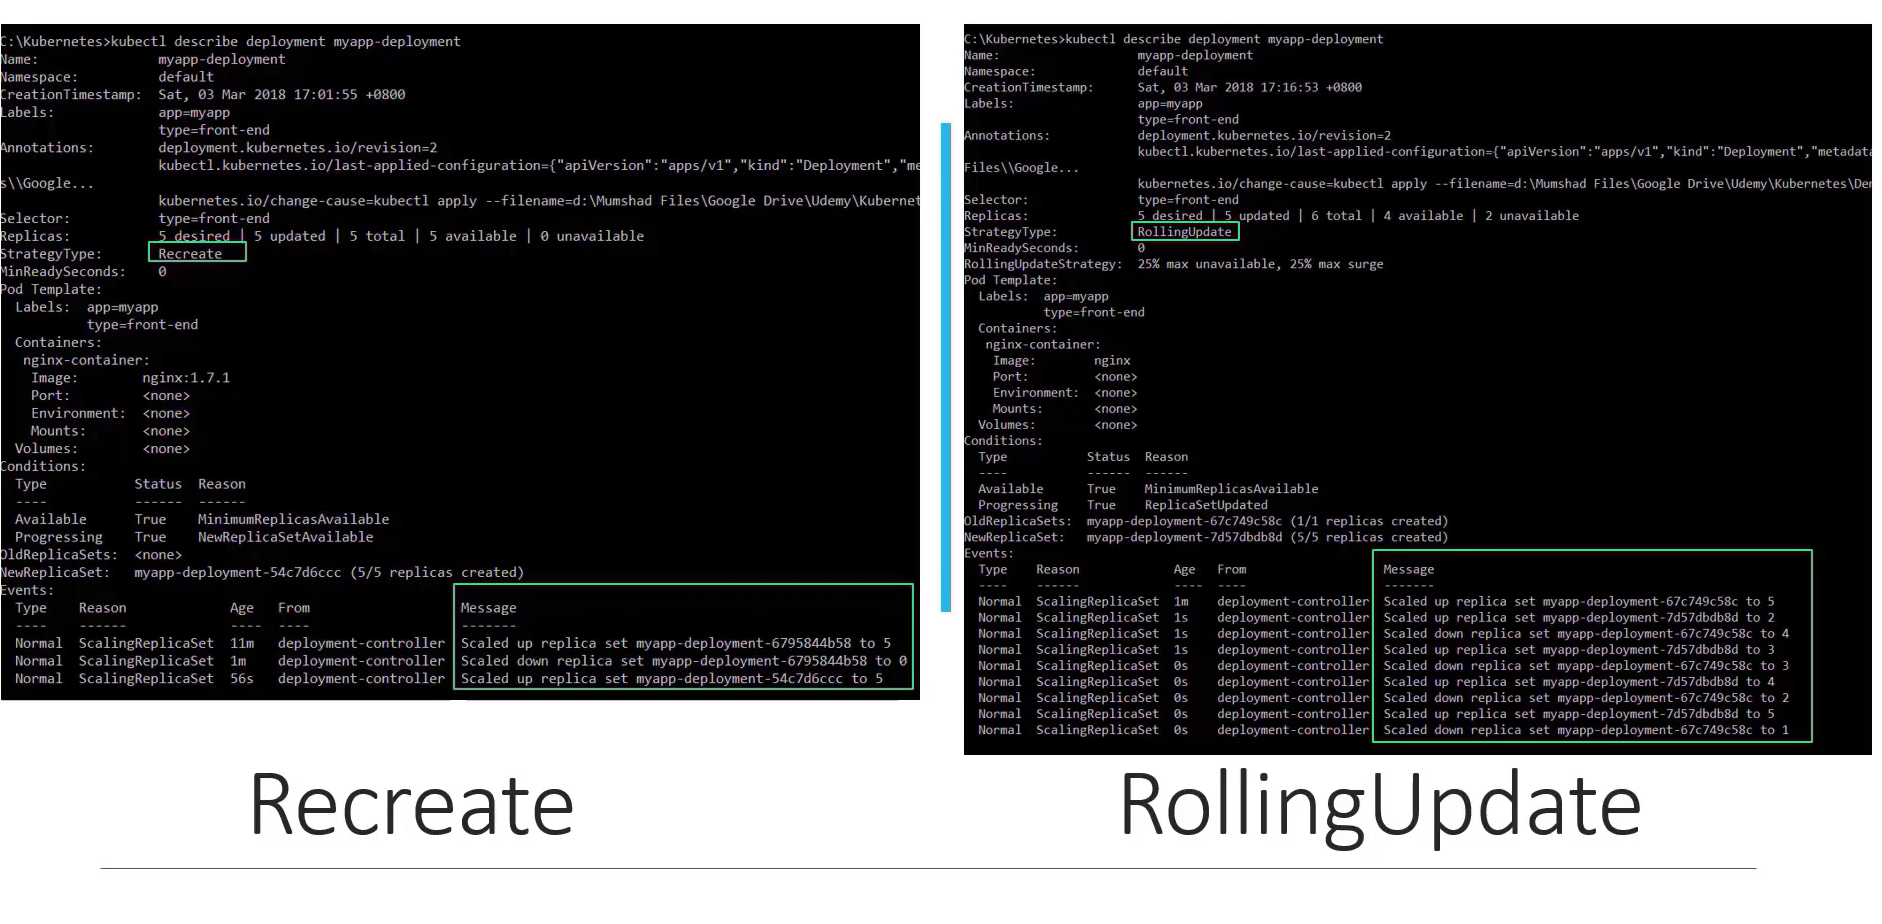 C:\Kubernetes>kubectl describe deployment myapp-deployment
Name: myapp-deployment
Namespace: default
CreationTimestamp: Sat, 03 Mar 2018 17:01:55 +0800
Labels: app=myapp
type=front-end
Annotations: deployment.kubernetes.io/revision=2
kubectl.kubernetes.io/last-applied-configuration={"apiVersion":"apps/v1","kind":"Deployment","me
s\\Google...
kubernetes.io/change-cause=kubectl apply --filename=d:\Mumshad Files\Google Drive\Udemy\Kubernet
Selector: type=front-end
Replicas: 5 desired | 5 updated | 5 total | 5 available | 0 unavailable
StrategyType: Recreate
MinReadySeconds: 0
Pod Template:
Labels: app=myapp
type=front-end
Containers:
nginx-container:
Image: nginx:1.7.1
Port: <none>
Environment: <none>
Mounts: <none>
Volumes: <none>
Conditions:
Type Status Reason
---- ------ ------
Available True MinimumReplicasAvailable
Progressing True NewReplicaSetAvailable
OldReplicaSets: <none>
NewReplicaSet: myapp-deployment-54c7d6ccc (5/5 replicas created)
Events:
Type Reason Age From Message
---- ------ ---- ---- -------
Normal ScalingReplicaSet 11m deployment-controller Scaled up replica set myapp-deployment-6795844b58 to 5
Normal ScalingReplicaSet 1m deployment-controller Scaled down replica set myapp-deployment-6795844b58 to 0
Normal ScalingReplicaSet 56s deployment-controller Scaled up replica set myapp-deployment-54c7d6ccc to 5
Recreate
C:\Kubernetes>kubectl describe deployment myapp-deployment
Name: myapp-deployment
Namespace: default
CreationTimestamp: Sat, 03 Mar 2018 17:16:53 +0800
Labels: app=myapp
type=front-end
Annotations: deployment.kubernetes.io/revision=2
kubectl.kubernetes.io/last-applied-configuration={"apiVersion":"apps/v1","kind":"Deployment","metadata
Files\\Google...
kubernetes.io/change-cause=kubectl apply --filename=d:\Mumshad Files\Google Drive\Udemy\Kubernetes\Der
Selector: type=front-end
Replicas: 5 desired | 5 updated | 6 total | 4 available | 2 unavailable
StrategyType: RollingUpdate
MinReadySeconds: 0
RollingUpdateStrategy: 25% max unavailable, 25% max surge
Pod Template:
Labels: app=myapp
type=front-end
Containers:
nginx-container:
Image: nginx
Port: <none>
Environment: <none>
Mounts: <none>
Volumes: <none>
Conditions:
Type Status Reason
---- ------ ------
Available True MinimumReplicasAvailable
Progressing True ReplicaSetUpdated
OldReplicaSets: myapp-deployment-67c749c58c (1/1 replicas created)
NewReplicaSet: myapp-deployment-7d57dbdb8d (5/5 replicas created)
Events:
Type Reason Age From Message
---- ------ ---- ---- -------
Normal ScalingReplicaSet 1m deployment-controller Scaled up replica set myapp-deployment-67c749c58c to 5
Normal ScalingReplicaSet 1s deployment-controller Scaled up replica set myapp-deployment-7d57dbdb8d to 2
Normal ScalingReplicaSet 1s deployment-controller Scaled down replica set myapp-deployment-67c749c58c to 4
Normal ScalingReplicaSet 1s deployment-controller Scaled up replica set myapp-deployment-7d57dbdb8d to 3
Normal ScalingReplicaSet 0s deployment-controller Scaled down replica set myapp-deployment-67c749c58c to 3
Normal ScalingReplicaSet 0s deployment-controller Scaled up replica set myapp-deployment-7d57dbdb8d to 4
Normal ScalingReplicaSet 0s deployment-controller Scaled down replica set myapp-deployment-67c749c58c to 2
Normal ScalingReplicaSet 0s deployment-controller Scaled up replica set myapp-deployment-7d57dbdb8d to 5
Normal ScalingReplicaSet 0s deployment-controller Scaled down replica set myapp-deployment-67c749c58c to 1
RollingUpdate